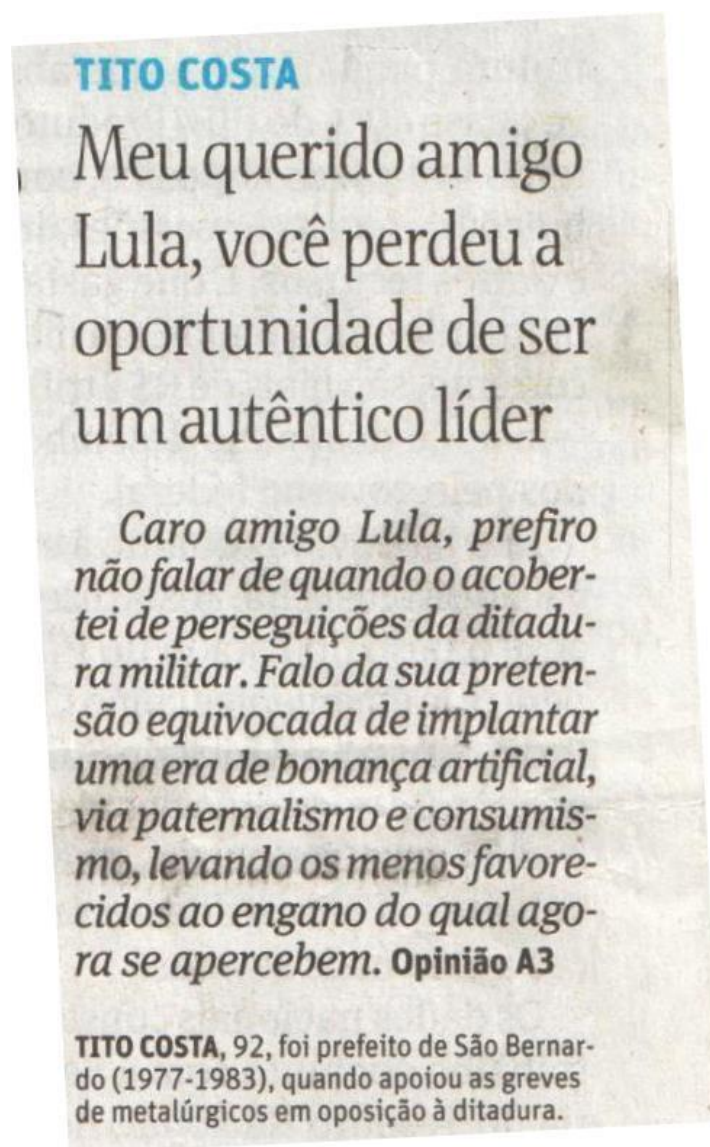 TITO COSTA
Meu querido amigo
Lula, você perdeu a
oportunidade de ser
um autêntico líder
Caro amigo Lula, prefiro
não falar de quando o acober-
tei de perseguições da ditadu-
ra militar. Falo da sua preten-
são equivocada de implantar
uma era de bonança artificial,
via paternalismo e consumis-
mo, levando os menos favore-
cidos ao engano do qual ago-
ra se apercebem. Opinião A3
TITO COSTA, 92, foi prefeito de São Bernar-
do (1977-1983), quando apoiou as greves
de metalúrgicos em oposição à ditadura.